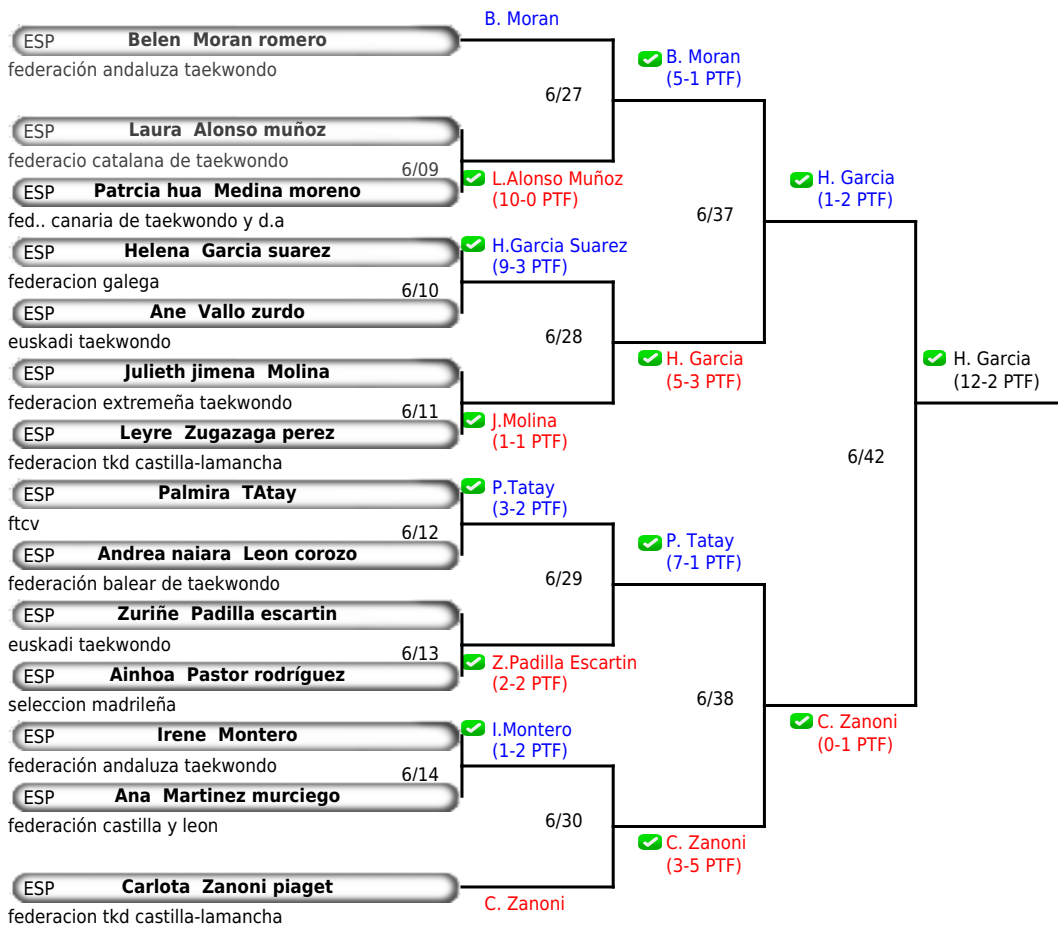 B. Moran
ESP Belen Moran romero
federación andaluza taekwondo
B. Moran
(5-1 PTF)
6/27
ESP Laura Alonso muñoz
federacio catalana de taekwondo
6/09
L.Alonso Muñoz
(10-0 PTF)
ESP Patrcia hua Medina moreno
fed.. canaria de taekwondo y d.a
H. Garcia
(1-2 PTF)
6/37
ESP Helena Garcia suarez
federacion galega
H.Garcia Suarez
(9-3 PTF)
6/10
ESP Ane Vallo zurdo
euskadi taekwondo
6/28
H. Garcia
(5-3 PTF)
H. Garcia
(12-2 PTF)
ESP Julieth jimena Molina
federacion extremeña taekwondo
6/11
J.Molina
(1-1 PTF)
ESP Leyre Zugazaga perez
federacion tkd castilla-lamancha
6/42
ESP Palmira TAtay
ftcv
P.Tatay
(3-2 PTF)
6/12
ESP Andrea naiara Leon corozo
federación balear de taekwondo
P. Tatay
(7-1 PTF)
6/29
ESP Zuriñe Padilla escartin
euskadi taekwondo
6/13
Z.Padilla Escartin
(2-2 PTF)
ESP Ainhoa Pastor rodríguez
seleccion madrileña
6/38
C. Zanoni
(0-1 PTF)
ESP Irene Montero
federación andaluza taekwondo
I.Montero
(1-2 PTF)
6/14
ESP Ana Martinez murciego
federación castilla y leon
6/30
C. Zanoni
(3-5 PTF)
ESP Carlota Zanoni piaget
federacion tkd castilla-lamancha
C. Zanoni